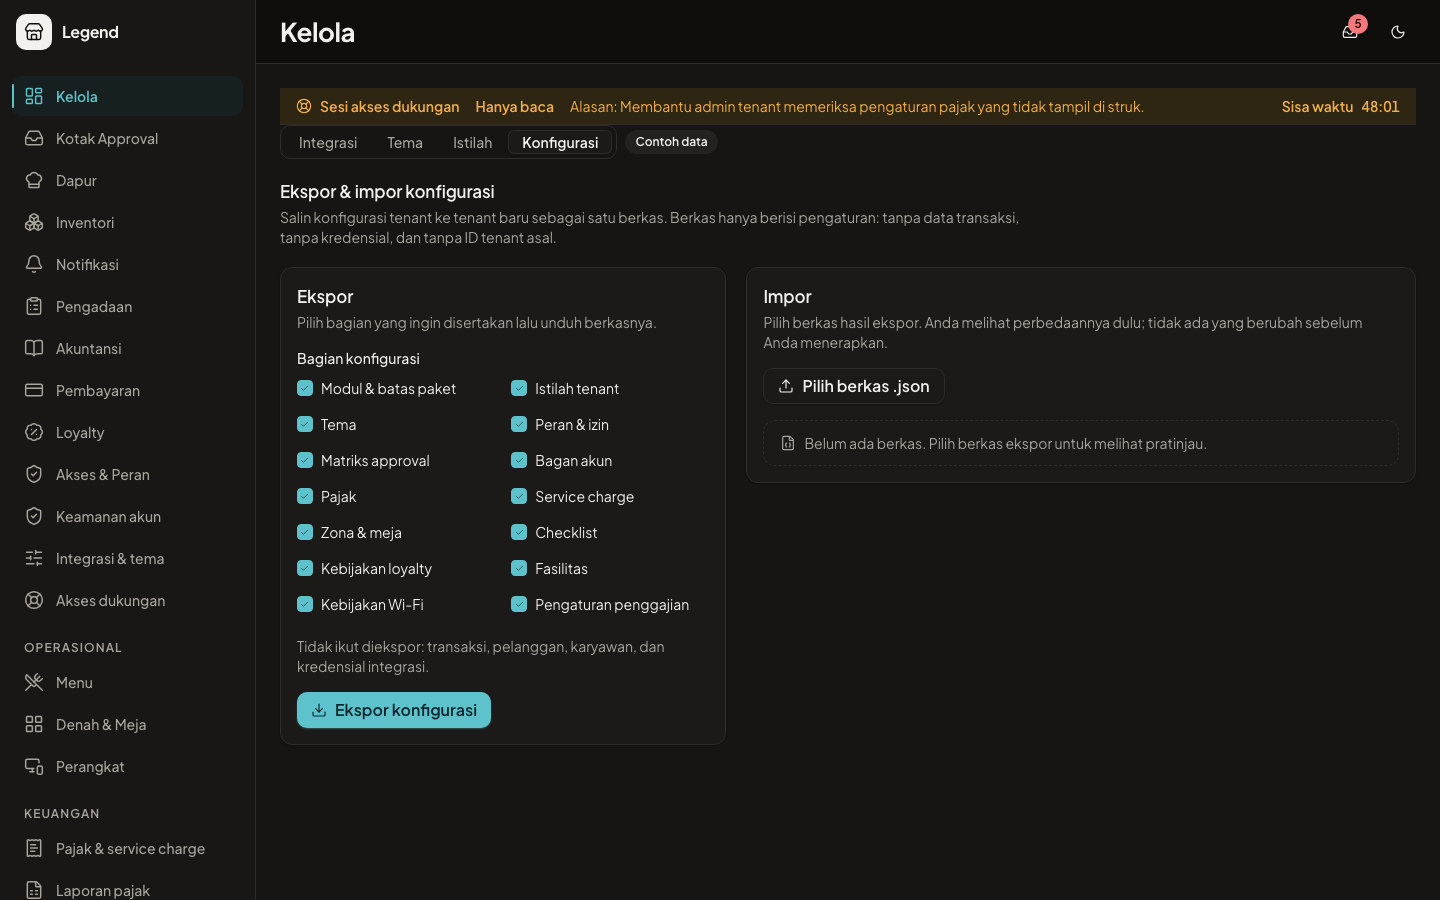 Legend
Kelola
5
Kelola
Kotak Approval
Dapur
Inventori
Notifikasi
Pengadaan
Akuntansi
Pembayaran
Loyalty
Akses & Peran
Keamanan akun
Integrasi & tema
Akses dukungan
OPERASIONAL
Menu
Denah & Meja
Perangkat
KEUANGAN
Pajak & service charge
Laporan pajak
Sesi akses dukungan Hanya baca Alasan: Membantu admin tenant memeriksa pengaturan pajak yang tidak tampil di struk. Sisa waktu 48:01
Integrasi Tema Istilah Konfigurasi Contoh data
Ekspor & impor konfigurasi
Salin konfigurasi tenant ke tenant baru sebagai satu berkas. Berkas hanya berisi pengaturan: tanpa data transaksi,
tanpa kredensial, dan tanpa ID tenant asal.
Ekspor
Pilih bagian yang ingin disertakan lalu unduh berkasnya.
Bagian konfigurasi
Modul & batas paket Istilah tenant
Tema Peran & izin
Matriks approval Bagan akun
Pajak Service charge
Zona & meja Checklist
Kebijakan loyalty Fasilitas
Kebijakan Wi-Fi Pengaturan penggajian
Tidak ikut diekspor: transaksi, pelanggan, karyawan, dan
kredensial integrasi.
Ekspor konfigurasi
Impor
Pilih berkas hasil ekspor. Anda melihat perbedaannya dulu; tidak ada yang berubah sebelum
Anda menerapkan.
Pilih berkas .json
Belum ada berkas. Pilih berkas ekspor untuk melihat pratinjau.